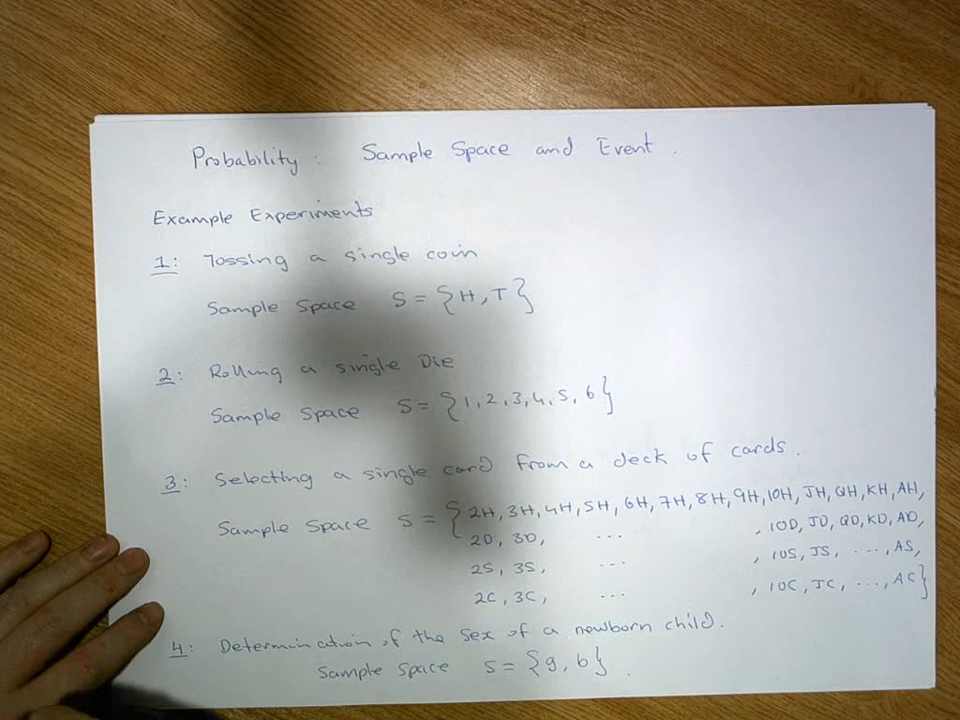 Probability: Sample Space and Event.
Example Experiments
1: Tossing a single coin
Sample Space S = {H, T}
2: Rolling a single Die
Sample Space S = {1, 2, 3, 4, 5, 6}
3: Selecting a single card from a deck of cards.
Sample Space S = {2H, 3H, 4H, 5H, 6H, 7H, 8H, 9H, 10H, JH, QH, KH, AH,
2D, 3D, ... , 10D, JD, QD, KD, AD,
2S, 3S, ... , 10S, JS, ..., AS,
2C, 3C, ... , 10C, JC, ..., AC}
4: Determination of the sex of a newborn child.
Sample Space S = {g, b}.